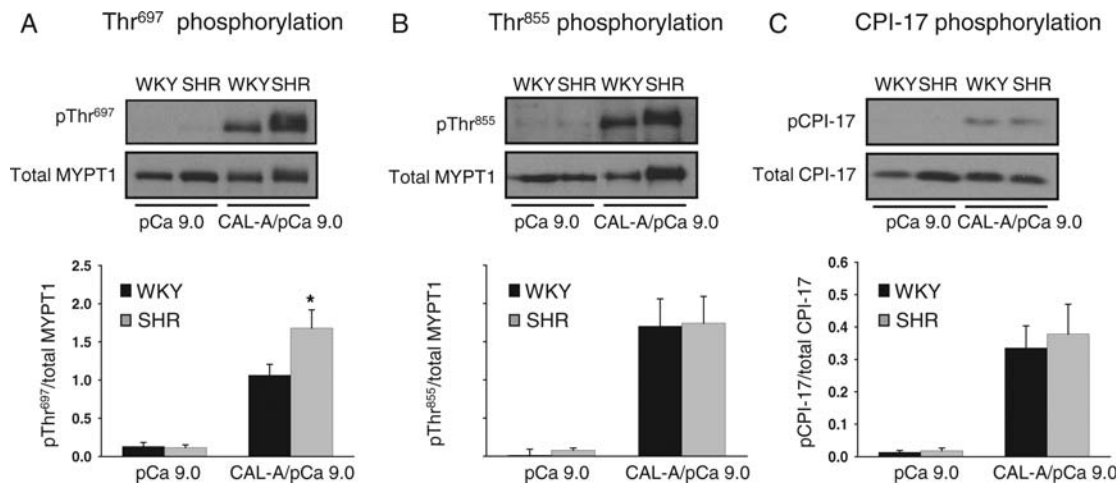 A Thr⁶⁹⁷ phosphorylation
WKY SHR WKY SHR
pThr⁶⁹⁷
Total MYPT1
pCa 9.0 CAL-A/pCa 9.0
2.5
2.0
1.5
1.0
0.5
0.0
pThr⁶⁹⁷/total MYPT1
WKY
SHR
*
pCa 9.0 CAL-A/pCa 9.0
B Thr⁸⁵⁵ phosphorylation
WKY SHR WKY SHR
pThr⁸⁵⁵
Total MYPT1
pCa 9.0 CAL-A/pCa 9.0
pThr⁸⁵⁵/total MYPT1
WKY
SHR
pCa 9.0 CAL-A/pCa 9.0
C CPI-17 phosphorylation
WKY SHR WKY SHR
pCPI-17
Total CPI-17
pCa 9.0 CAL-A/pCa 9.0
0.6
0.5
0.4
0.3
0.2
0.1
0.0
pCPI-17/total CPI-17
WKY
SHR
pCa 9.0 CAL-A/pCa 9.0